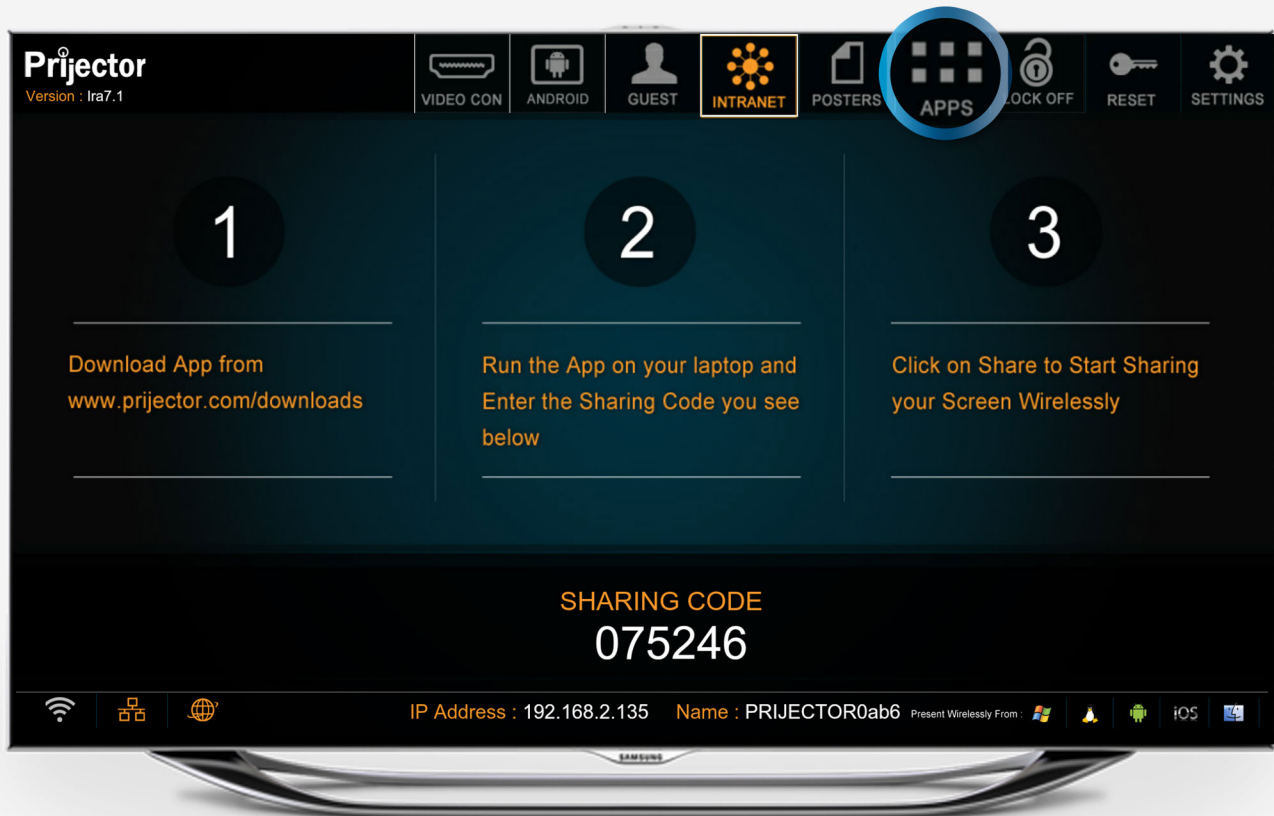 Prijector
Version : Ira7.1
VIDEO CON
ANDROID
GUEST
INTRANET
POSTERS
APPS
LOCK OFF
RESET
SETTINGS
1
Download App from
www.prijector.com/downloads
2
Run the App on your laptop and
Enter the Sharing Code you see
below
3
Click on Share to Start Sharing
your Screen Wirelessly
SHARING CODE
075246
IP Address : 192.168.2.135 Name : PRIJECTOR0ab6 Present Wirelessly From : iOS
SAMSUNG